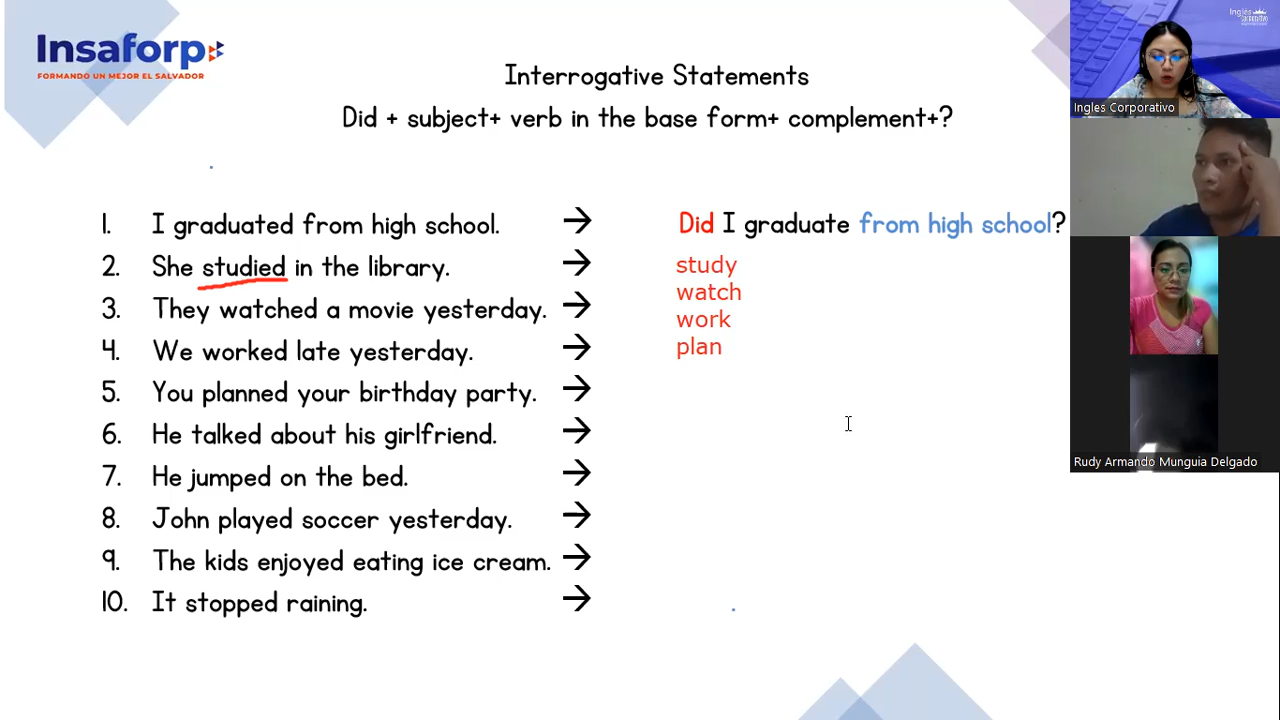 Insaforp
FORMANDO UN MEJOR EL SALVADOR
Interrogative Statements
Did + subject+ verb in the base form+ complement+?
1. I graduated from high school. → Did I graduate from high school?
2. She studied in the library. → study
watch
3. They watched a movie yesterday. →
work
4. We worked late yesterday. → plan
5. You planned your birthday party. →
6. He talked about his girlfriend. →
7. He jumped on the bed. →
8. John played soccer yesterday. →
9. The kids enjoyed eating ice cream. →
10. It stopped raining. →
Inglés
Ingles Corporativo
Rudy Armando Munguia Delgado